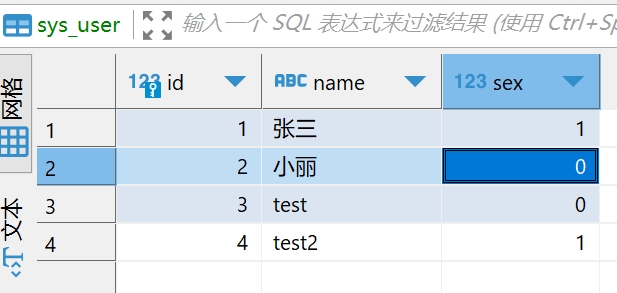 sys_user 输入一个 SQL 表达式来过滤结果 (使用 Ctrl+Sp
网格
文本
123 id ABC name 123 sex
1 1 张三 1
2 2 小丽 0
3 3 test 0
4 4 test2 1